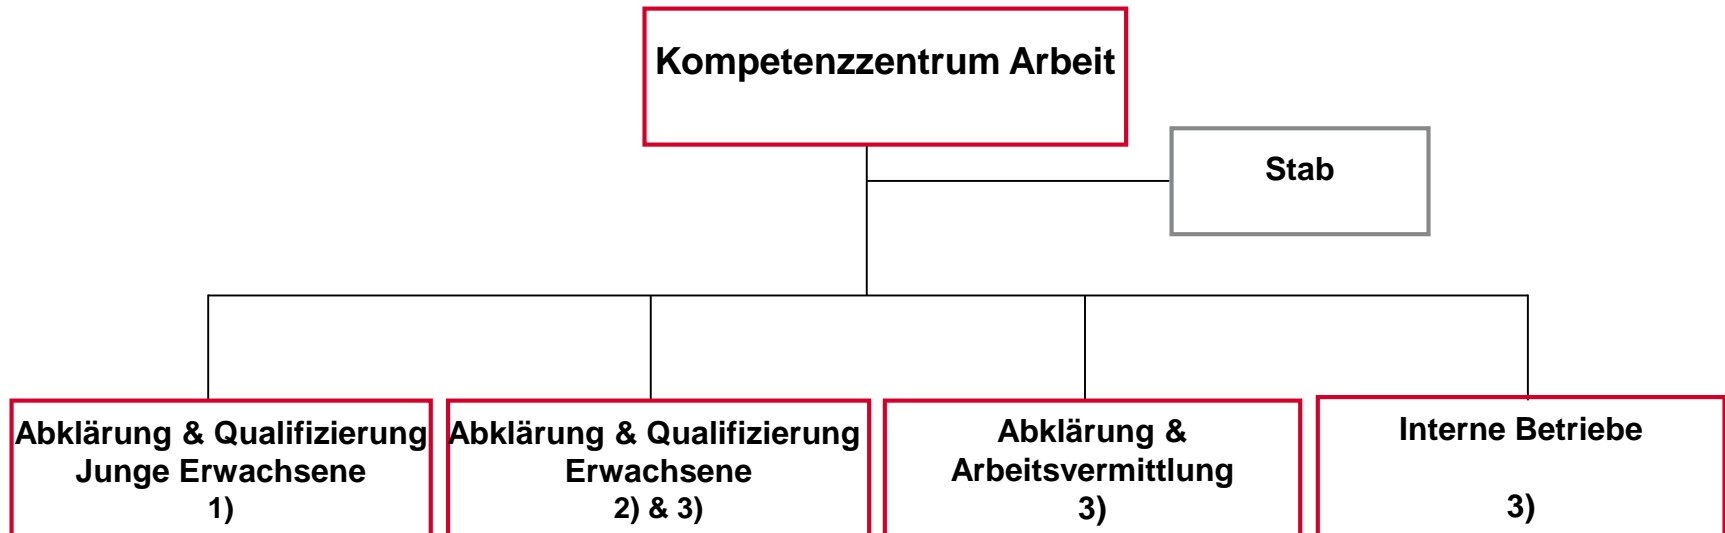 Kompetenzzentrum Arbeit
Stab
Abklärung & Qualifizierung
Junge Erwachsene
1)
Abklärung & Qualifizierung
Erwachsene
2) & 3)
Abklärung &
Arbeitsvermittlung
3)
Interne Betriebe
3)